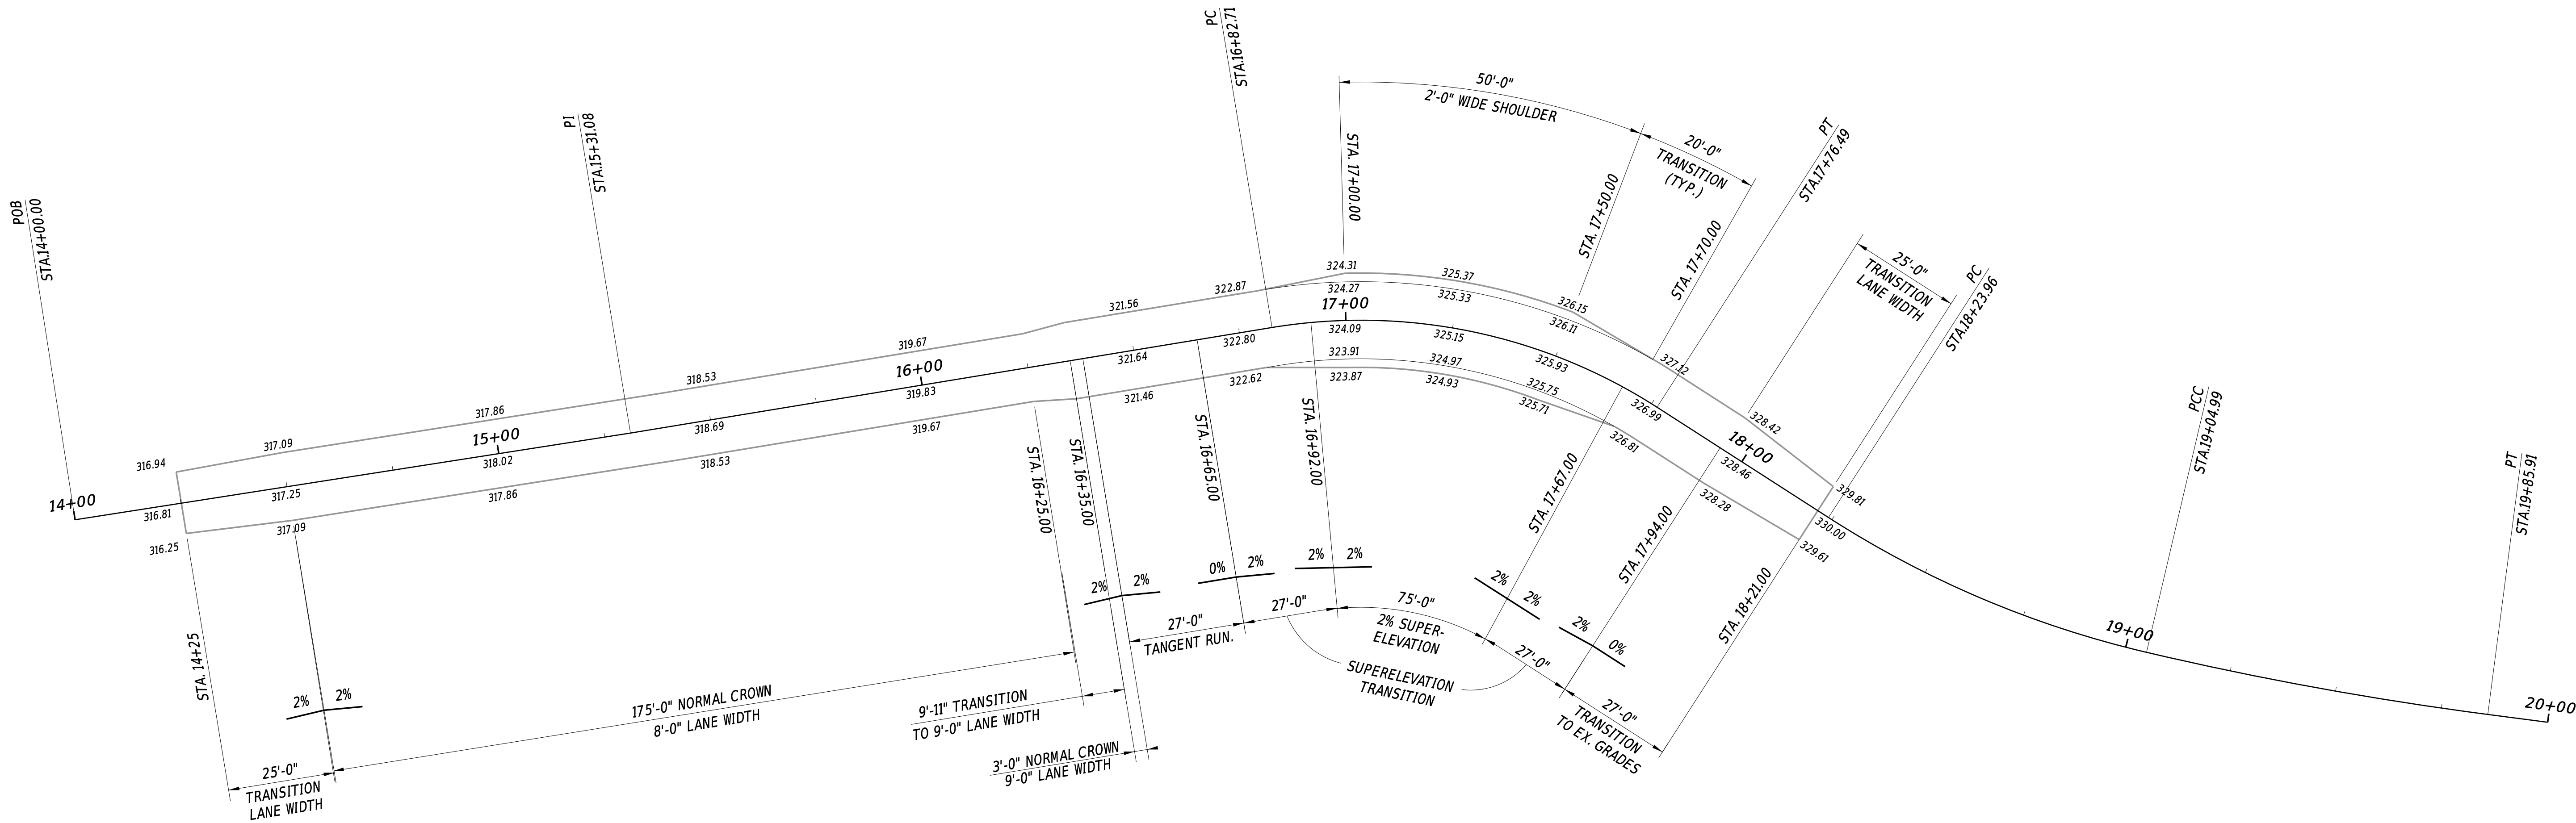 POB
STA.14+00.00
PI
STA.15+31.08
PC
STA.16+82.71
50'-0"
2'-0" WIDE SHOULDER
20'-0"
TRANSITION
(TYP.)
STA. 17+00.00
STA. 17+50.00
STA. 17+70.00
PT
STA.17+76.49
25'-0"
TRANSITION
LANE WIDTH
PC
STA.18+23.96
PCC
STA.19+04.99
PT
STA.19+85.91
316.94
317.09
317.86
318.53
319.67
321.56
322.87
324.31
325.37
326.15
327.12
328.42
329.81
324.27
325.33
326.11
14+00
15+00
16+00
17+00
18+00
19+00
20+00
316.81
317.25
318.02
318.69
319.83
321.64
322.80
324.09
325.15
325.93
326.99
328.46
330.00
323.91
324.97
325.75
316.25
317.09
317.86
318.53
319.67
321.46
322.62
323.87
324.93
325.71
326.81
328.28
329.61
STA. 14+25
STA. 16+25.00
STA. 16+35.00
STA. 16+65.00
STA. 16+92.00
STA. 17+67.00
STA. 17+94.00
STA. 18+21.00
2% 2%
2% 2%
0% 2%
2% 2%
2% 2%
2% 0%
25'-0"
TRANSITION
LANE WIDTH
175'-0" NORMAL CROWN
8'-0" LANE WIDTH
9'-11" TRANSITION
TO 9'-0" LANE WIDTH
3'-0" NORMAL CROWN
9'-0" LANE WIDTH
27'-0"
TANGENT RUN.
27'-0"
75'-0"
2% SUPER-
ELEVATION
SUPERELEVATION
TRANSITION
27'-0"
27'-0"
TRANSITION
TO EX. GRADES